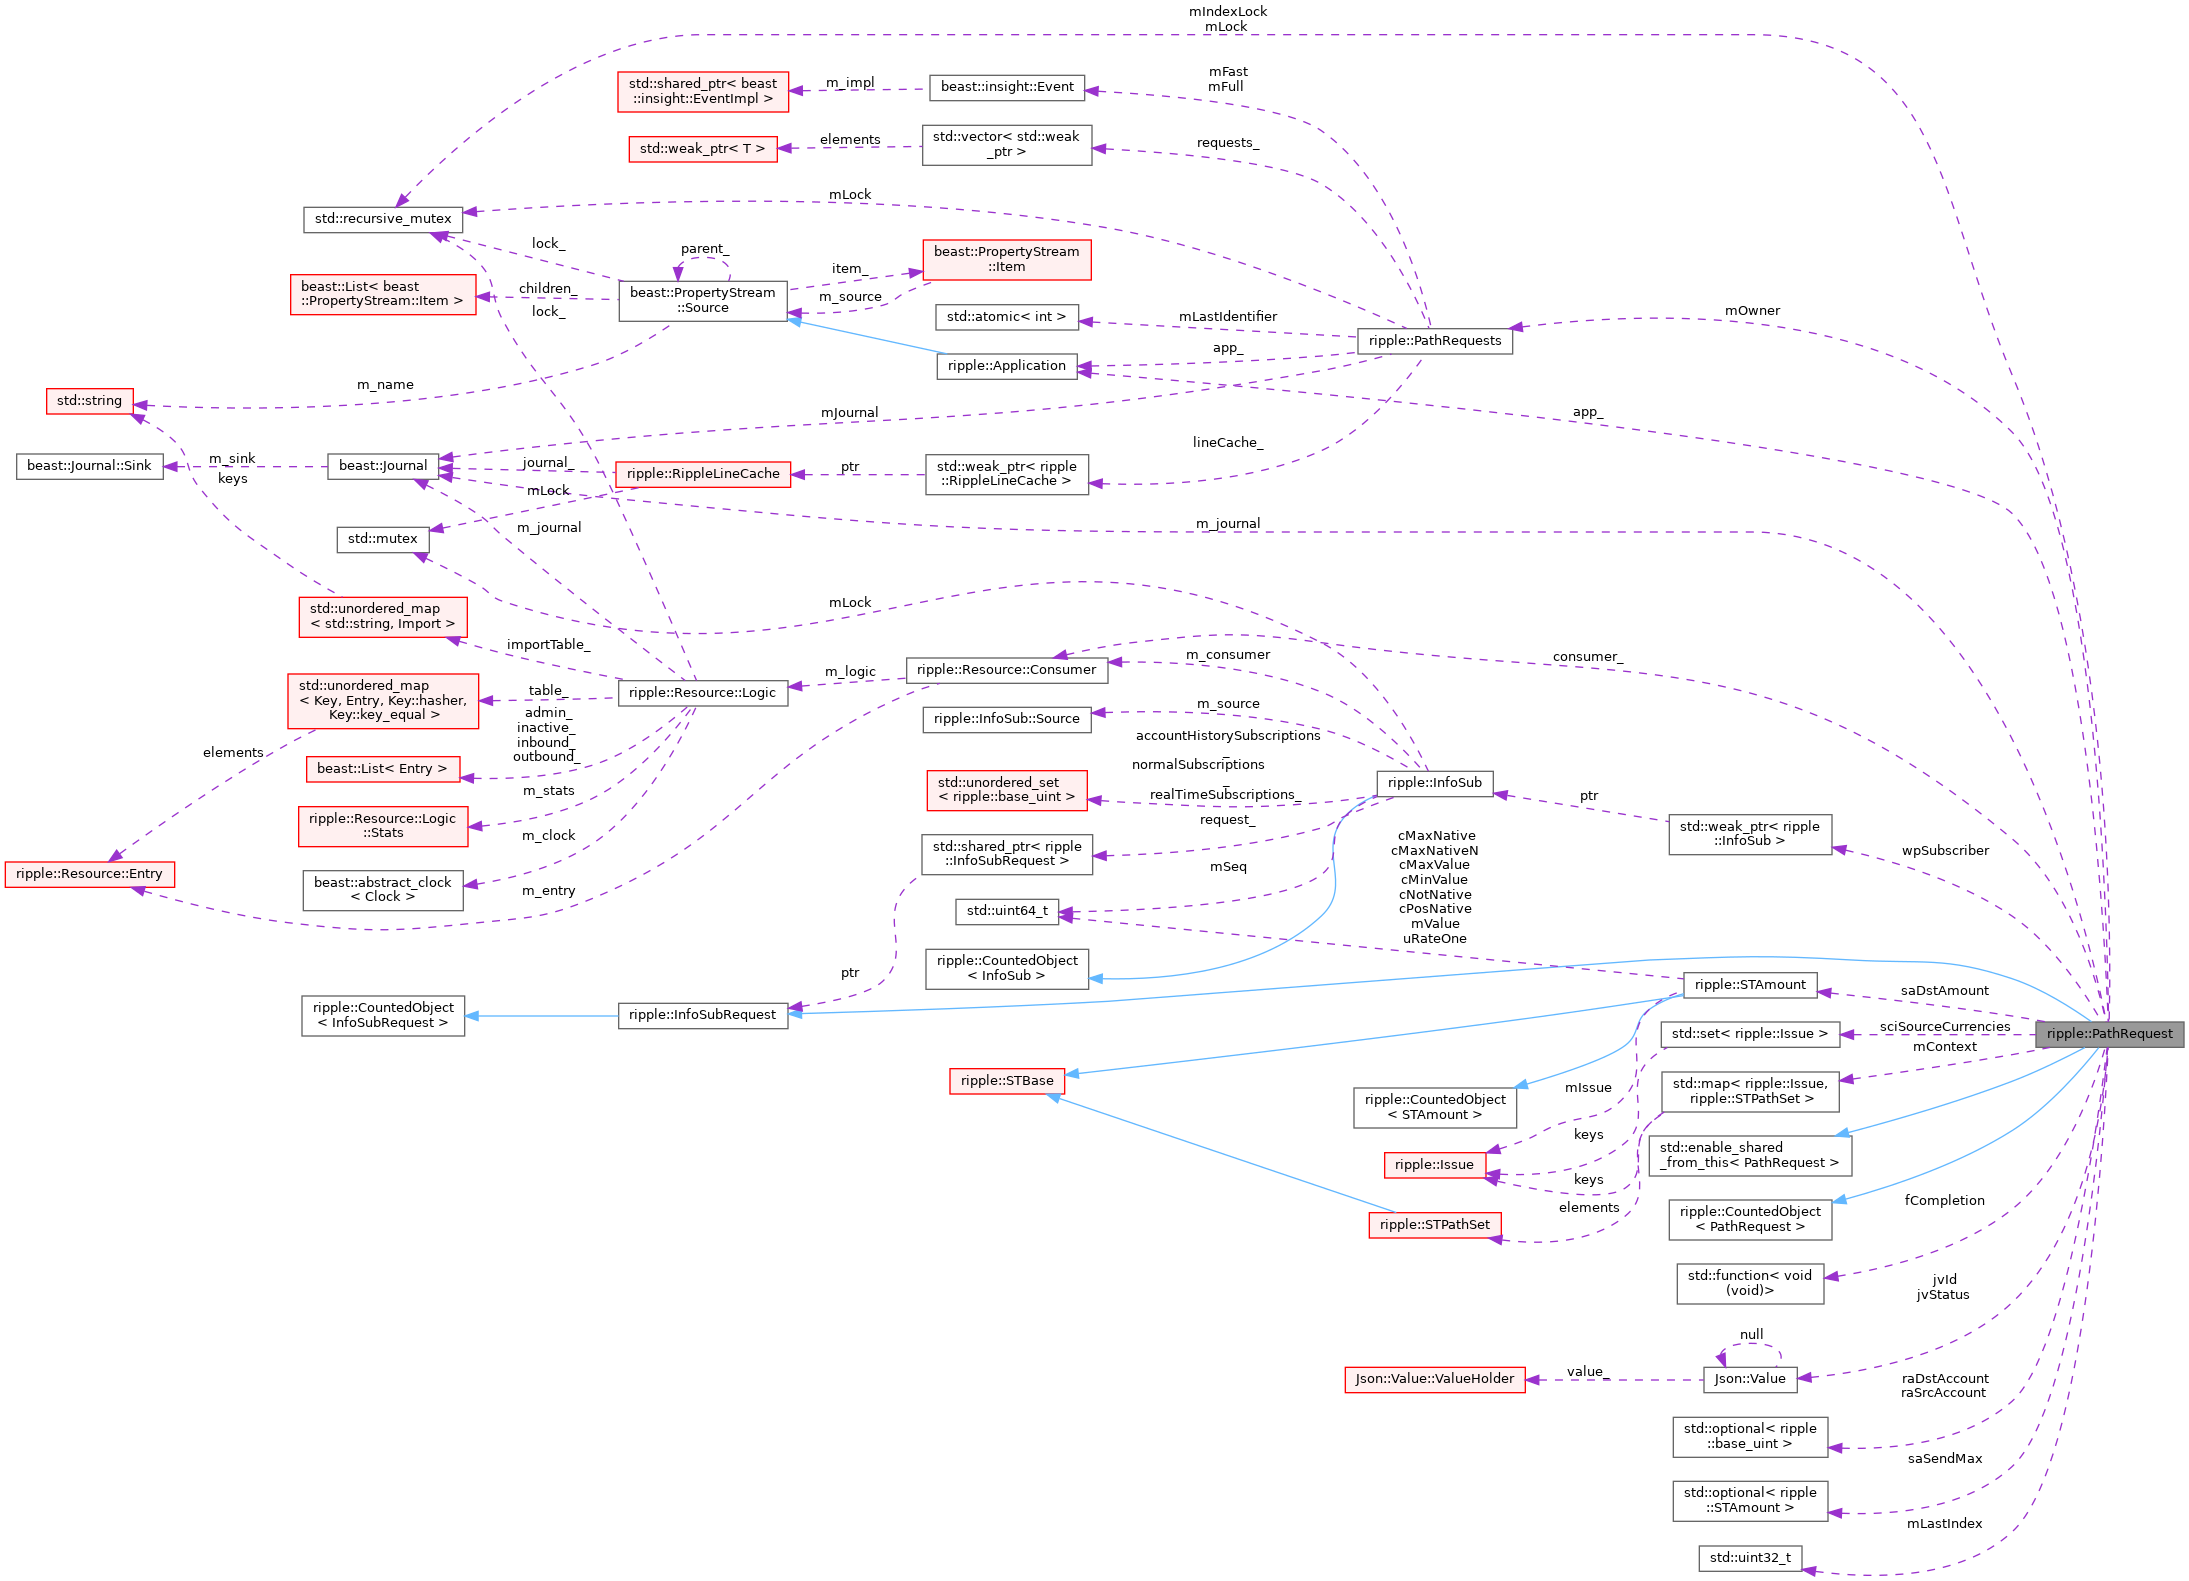 mIndexLock
mLock
std::shared_ptr< beast
::insight::EventImpl >
m_impl
beast::insight::Event
mFast
mFull
std::weak_ptr< T >
elements
std::vector< std::weak
_ptr >
requests_
mLock
std::recursive_mutex
lock_
parent_
beast::PropertyStream
::Item
item_
beast::List< beast
::PropertyStream::Item >
children_
beast::PropertyStream
::Source
m_source
lock_
std::atomic< int >
mLastIdentifier
mOwner
ripple::PathRequests
app_
ripple::Application
m_name
std::string
mJournal
app_
lineCache_
beast::Journal::Sink
m_sink
keys
beast::Journal
journal_
ripple::RippleLineCache
ptr
std::weak_ptr< ripple
::RippleLineCache >
mLock
m_journal
m_journal
std::mutex
std::unordered_map
< std::string, Import >
mLock
importTable_
consumer_
m_consumer
ripple::Resource::Consumer
m_logic
std::unordered_map
< Key, Entry, Key::hasher,
Key::key_equal >
table_
ripple::Resource::Logic
m_source
ripple::InfoSub::Source
admin_
inactive_
inbound_
outbound_
elements
accountHistorySubscriptions
_
normalSubscriptions
_
realTimeSubscriptions_
beast::List< Entry >
std::unordered_set
< ripple::base_uint >
ripple::InfoSub
ptr
m_stats
request_
ripple::Resource::Logic
::Stats
m_clock
std::weak_ptr< ripple
::InfoSub >
cMaxNative
cMaxNativeN
cMaxValue
cMinValue
cNotNative
cPosNative
mValue
uRateOne
wpSubscriber
std::shared_ptr< ripple
::InfoSubRequest >
mSeq
ripple::Resource::Entry
beast::abstract_clock
< Clock >
m_entry
std::uint64_t
ripple::CountedObject
< InfoSub >
ptr
ripple::STAmount
saDstAmount
ripple::CountedObject
< InfoSubRequest >
ripple::InfoSubRequest
std::set< ripple::Issue >
sciSourceCurrencies
ripple::PathRequest
mContext
ripple::STBase
mIssue
std::map< ripple::Issue,
ripple::STPathSet >
ripple::CountedObject
< STAmount >
keys
std::enable_shared
_from_this< PathRequest >
ripple::Issue
keys
elements
fCompletion
ripple::CountedObject
< PathRequest >
ripple::STPathSet
std::function< void
(void)>
jvId
jvStatus
null
Json::Value::ValueHolder
value_
Json::Value
raDstAccount
raSrcAccount
std::optional< ripple
::base_uint >
saSendMax
std::optional< ripple
::STAmount >
mLastIndex
std::uint32_t